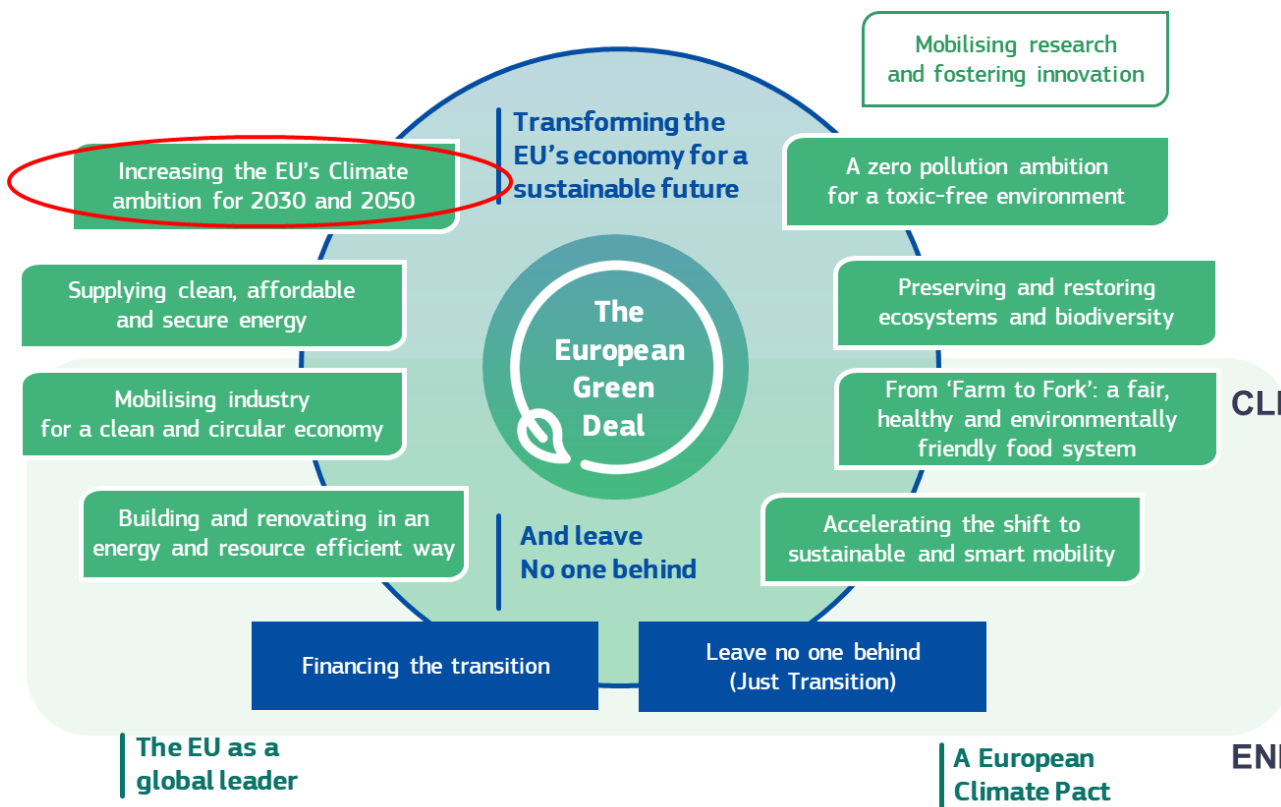 Mobilising research
and fostering innovation
Transforming the
EU's economy for a
sustainable future
Increasing the EU's Climate
ambition for 2030 and 2050
A zero pollution ambition
for a toxic-free environment
Supplying clean, affordable
and secure energy
The
European
Green
Deal
Preserving and restoring
ecosystems and biodiversity
Mobilising industry
for a clean and circular economy
From ‘Farm to Fork’: a fair,
healthy and environmentally
friendly food system
CLI
Building and renovating in an
energy and resource efficient way
And leave
No one behind
Accelerating the shift to
sustainable and smart mobility
Financing the transition
Leave no one behind
(Just Transition)
The EU as a
global leader
A European
Climate Pact